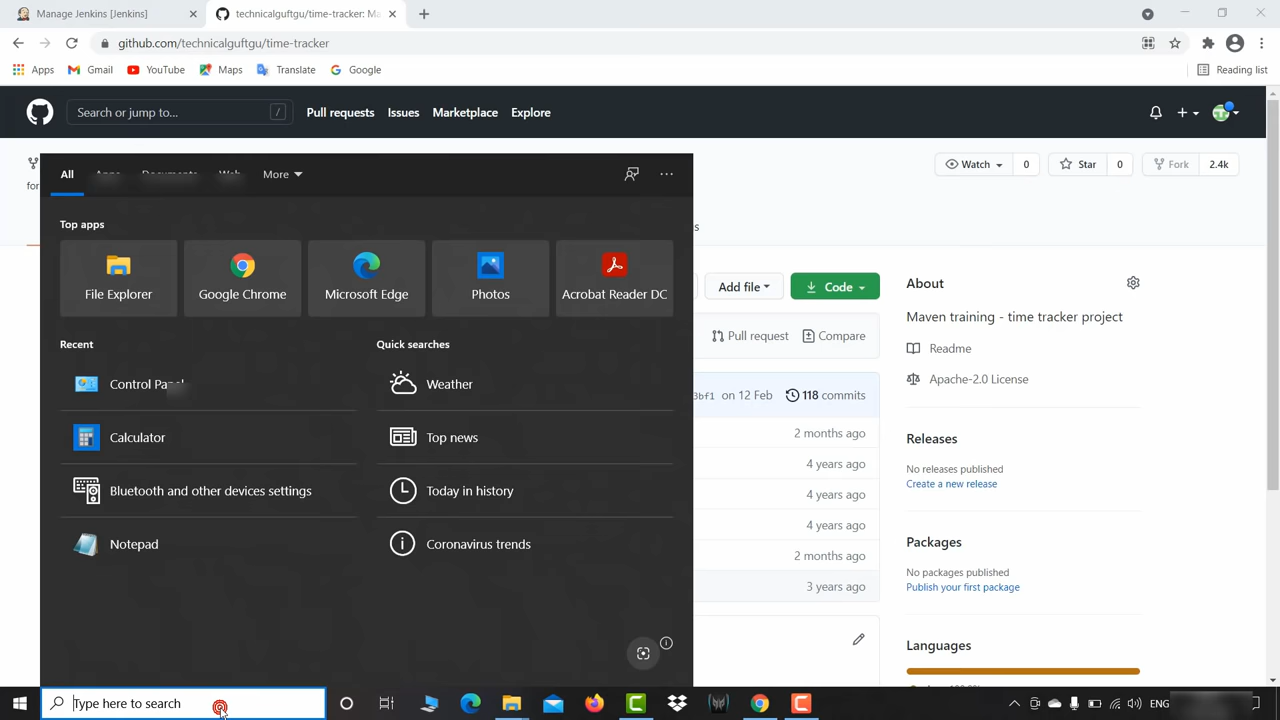 Manage Jenkins [Jenkins]
technicalguftgu/time-tracker: Ma
github.com/technicalguftgu/time-tracker
Apps
Gmail
YouTube
Maps
Translate
Google
Reading list
Search or jump to...
/
Pull requests
Issues
Marketplace
Explore
Watch
0
Star
0
Fork
2.4k
for
All
Apps
Documents
Web
More
Top apps
File Explorer
Google Chrome
Microsoft Edge
Photos
Acrobat Reader DC
Recent
Control Panel
Calculator
Bluetooth and other devices settings
Notepad
Quick searches
Weather
Top news
Today in history
Coronavirus trends
s
Add file
Code
Pull request
Compare
3bf1 on 12 Feb
118 commits
2 months ago
4 years ago
4 years ago
4 years ago
2 months ago
3 years ago
About
Maven training - time tracker project
Readme
Apache-2.0 License
Releases
No releases published
Create a new release
Packages
No packages published
Publish your first package
Languages
Type here to search
ENG